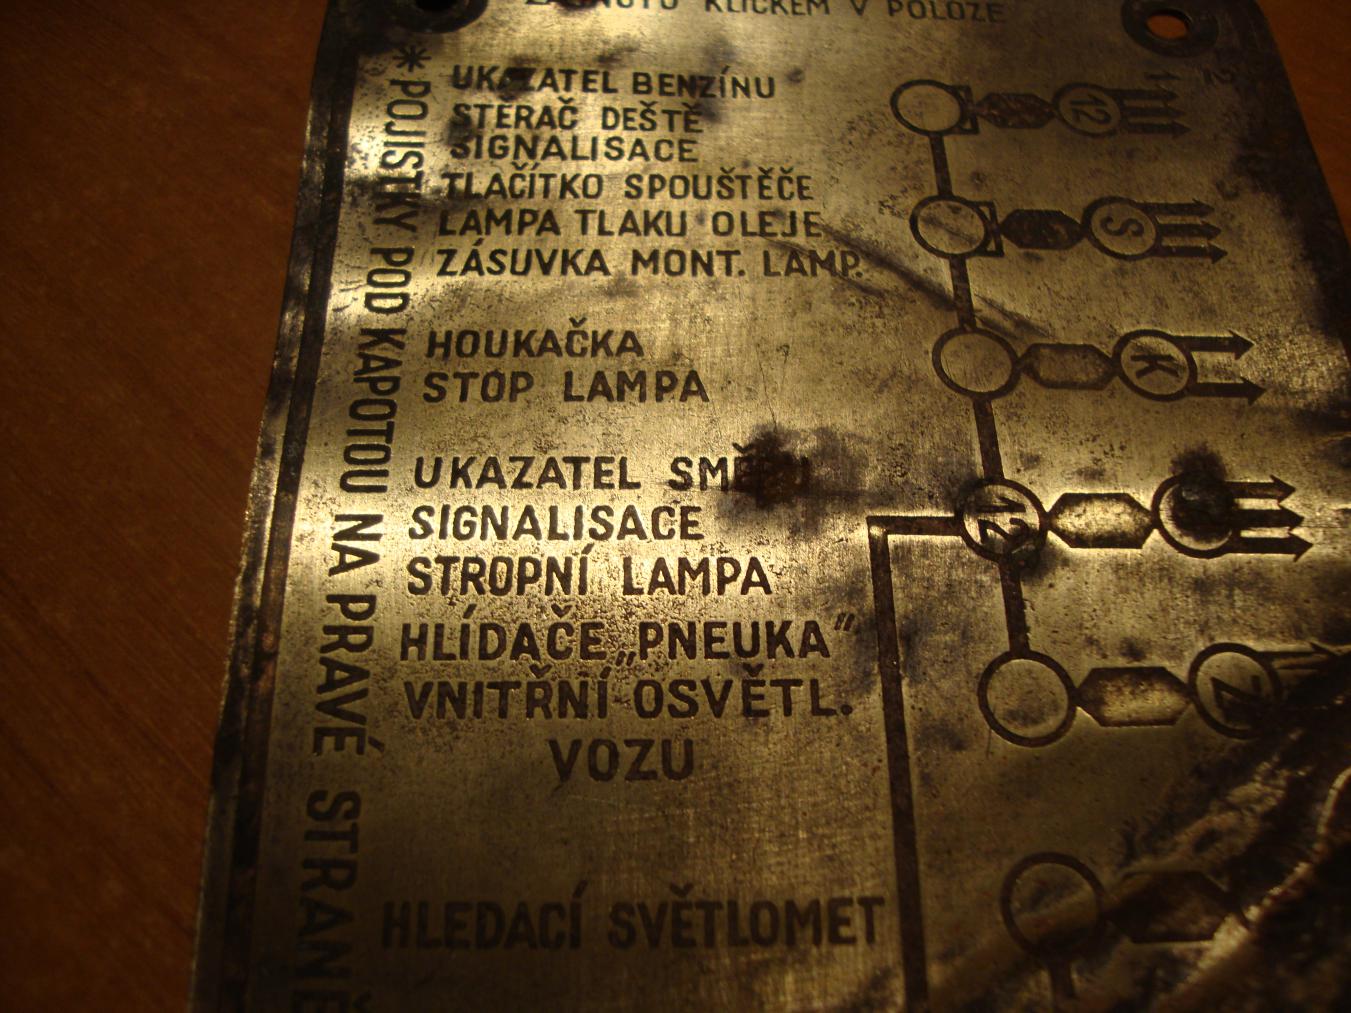 KLÍČKEM V POLOZE
UKAZATEL BENZÍNU
STĚRAČ DEŠTĚ
SIGNALISACE
TLAČÍTKO SPOUŠTĚČE
LAMPA TLAKU OLEJE
ZÁSUVKA MONT. LAMP.
HOUKAČKA
STOP LAMPA
UKAZATEL SMĚRU
SIGNALISACE
STROPNÍ LAMPA
HLÍDAČE „PNEUKA"
VNITŘNÍ OSVĚTL.
VOZU
HLEDACÍ SVĚTLOMET
* POJISTKY POD KAPOTOU NA PRAVÉ STRANĚ
1 2
12
S
K
12
Z